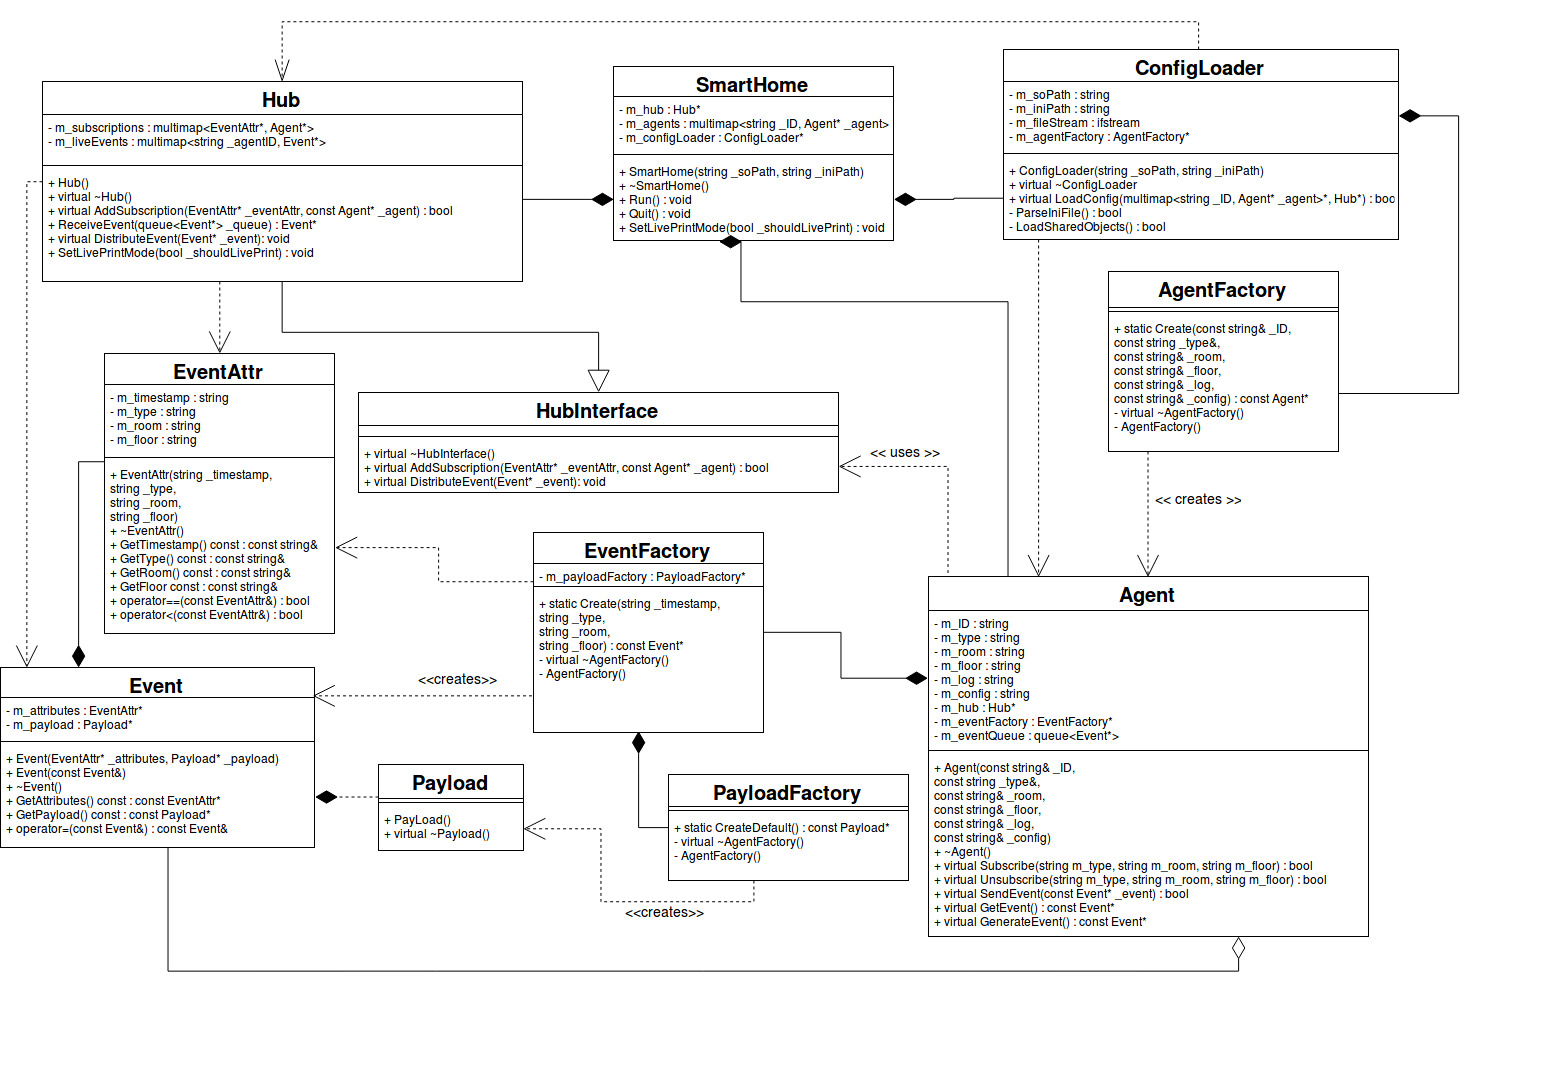 Hub
- m_subscriptions : multimap<EventAttr*, Agent*>
- m_liveEvents : multimap<string _agentID, Event*>
+ Hub()
+ virtual ~Hub()
+ virtual AddSubscription(EventAttr* _eventAttr, const Agent* _agent) : bool
+ ReceiveEvent(queue<Event*> _queue) : Event*
+ virtual DistributeEvent(Event* _event): void
+ SetLivePrintMode(bool _shouldLivePrint) : void
SmartHome
- m_hub : Hub*
- m_agents : multimap<string _ID, Agent* _agent>
- m_configLoader : ConfigLoader*
+ SmartHome(string _soPath, string _iniPath)
+ ~SmartHome()
+ Run() : void
+ Quit() : void
+ SetLivePrintMode(bool _shouldLivePrint) : void
ConfigLoader
- m_soPath : string
- m_iniPath : string
- m_fileStream : ifstream
- m_agentFactory : AgentFactory*
+ ConfigLoader(string _soPath, string _iniPath)
+ virtual ~ConfigLoader
+ virtual LoadConfig(multimap<string _ID, Agent* _agent>*, Hub*) : boo
- ParseIniFile() : bool
- LoadSharedObjects() : bool
AgentFactory
+ static Create(const string& _ID,
const string _type&,
const string& _room,
const string& _floor,
const string& _log,
const string& _config) : const Agent*
- virtual ~AgentFactory()
- AgentFactory()
EventAttr
- m_timestamp : string
- m_type : string
- m_room : string
- m_floor : string
+ EventAttr(string _timestamp,
string _type,
string _room,
string _floor)
+ ~EventAttr()
+ GetTimestamp() const : const string&
+ GetType() const : const string&
+ GetRoom() const : const string&
+ GetFloor const : const string&
+ operator==(const EventAttr&) : bool
+ operator<(const EventAttr&) : bool
HubInterface
+ virtual ~HubInterface()
+ virtual AddSubscription(EventAttr* _eventAttr, const Agent* _agent) : bool
+ virtual DistributeEvent(Event* _event): void
<< uses >>
<< creates >>
EventFactory
- m_payloadFactory : PayloadFactory*
+ static Create(string _timestamp,
string _type,
string _room,
string _floor) : const Event*
- virtual ~AgentFactory()
- AgentFactory()
Agent
- m_ID : string
- m_type : string
- m_room : string
- m_floor : string
- m_log : string
- m_config : string
- m_hub : Hub*
- m_eventFactory : EventFactory*
- m_eventQueue : queue<Event*>
+ Agent(const string& _ID,
const string _type&,
const string& _room,
const string& _floor,
const string& _log,
const string& _config)
+ ~Agent()
+ virtual Subscribe(string m_type, string m_room, string m_floor) : bool
+ virtual Unsubscribe(string m_type, string m_room, string m_floor) : bool
+ virtual SendEvent(const Event* _event) : bool
+ virtual GetEvent() : const Event*
+ virtual GenerateEvent() : const Event*
<<creates>>
Event
- m_attributes : EventAttr*
- m_payload : Payload*
+ Event(EventAttr* _attributes, Payload* _payload)
+ Event(const Event&)
+ ~Event()
+ GetAttributes() const : const EventAttr*
+ GetPayload() const : const Payload*
+ operator=(const Event&) : const Event&
Payload
+ PayLoad()
+ virtual ~Payload()
PayloadFactory
+ static CreateDefault() : const Payload*
- virtual ~AgentFactory()
- AgentFactory()
<<creates>>